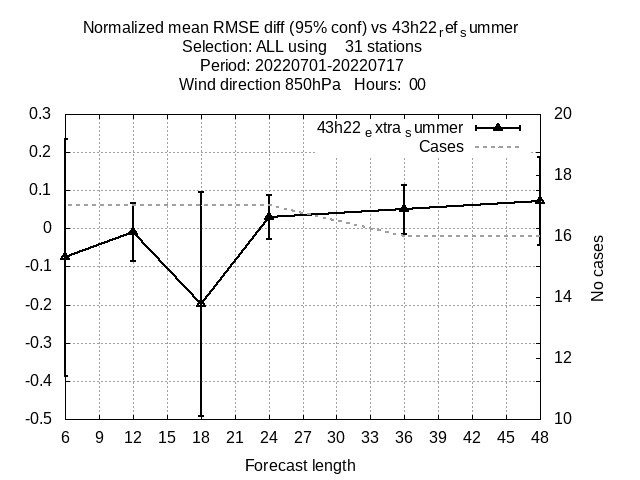 Normalized mean RMSE diff (95% conf) vs 43h22refsummer
Selection: ALL using 31 stations
Period: 20220701-20220717
Wind direction 850hPa Hours: 00
43h22 extrasummer
Cases
0.3
0.2
0.1
0
-0.1
-0.2
-0.3
-0.4
-0.5
20
18
16
14
12
10
No cases
6 9 12 15 18 21 24 27 30 33 36 39 42 45 48
Forecast length